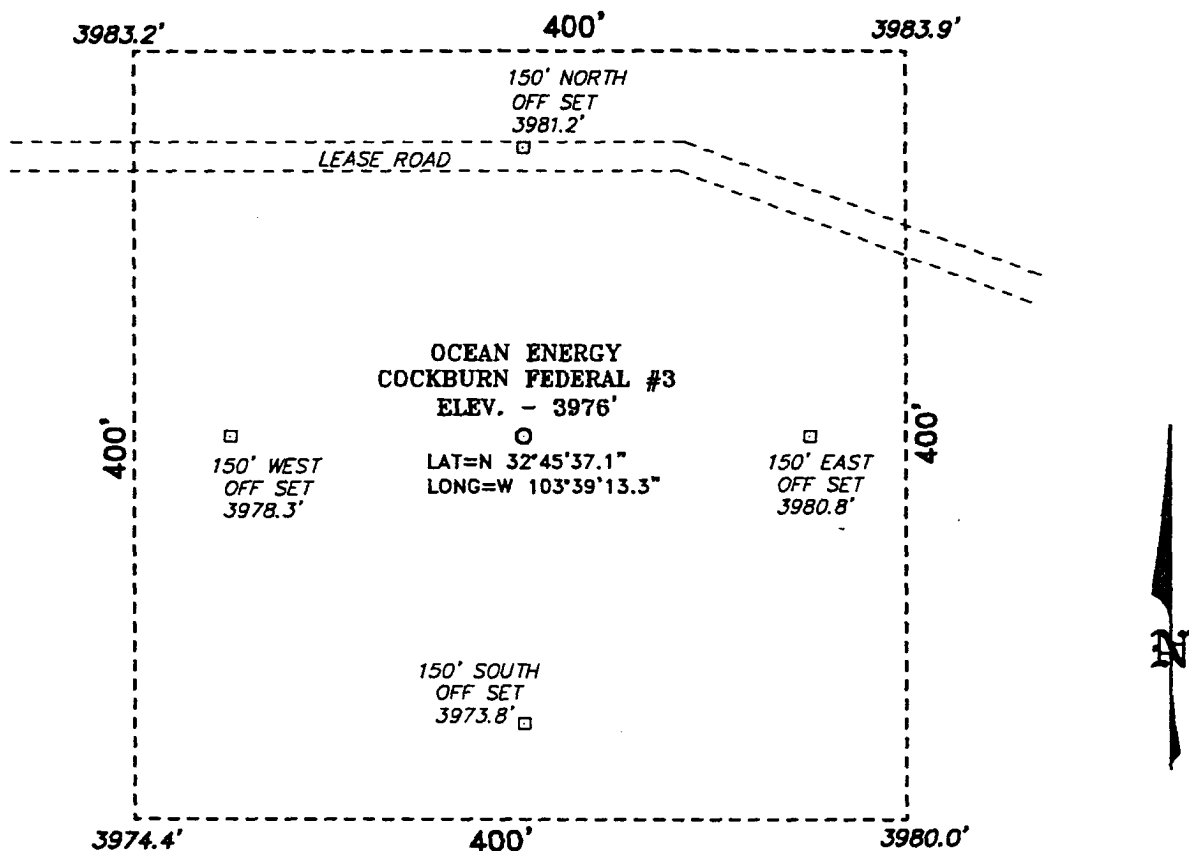 3983.2'
400'
3983.9'
150' NORTH
OFF SET
3981.2'
LEASE ROAD
OCEAN ENERGY
COCKBURN FEDERAL #3
ELEV. - 3976'
400'
400'
150' WEST
OFF SET
3978.3'
LAT=N 32°45'37.1"
LONG=W 103°39'13.3"
150' EAST
OFF SET
3980.8'
150' SOUTH
OFF SET
3973.8'
N
3974.4'
400'
3980.0'